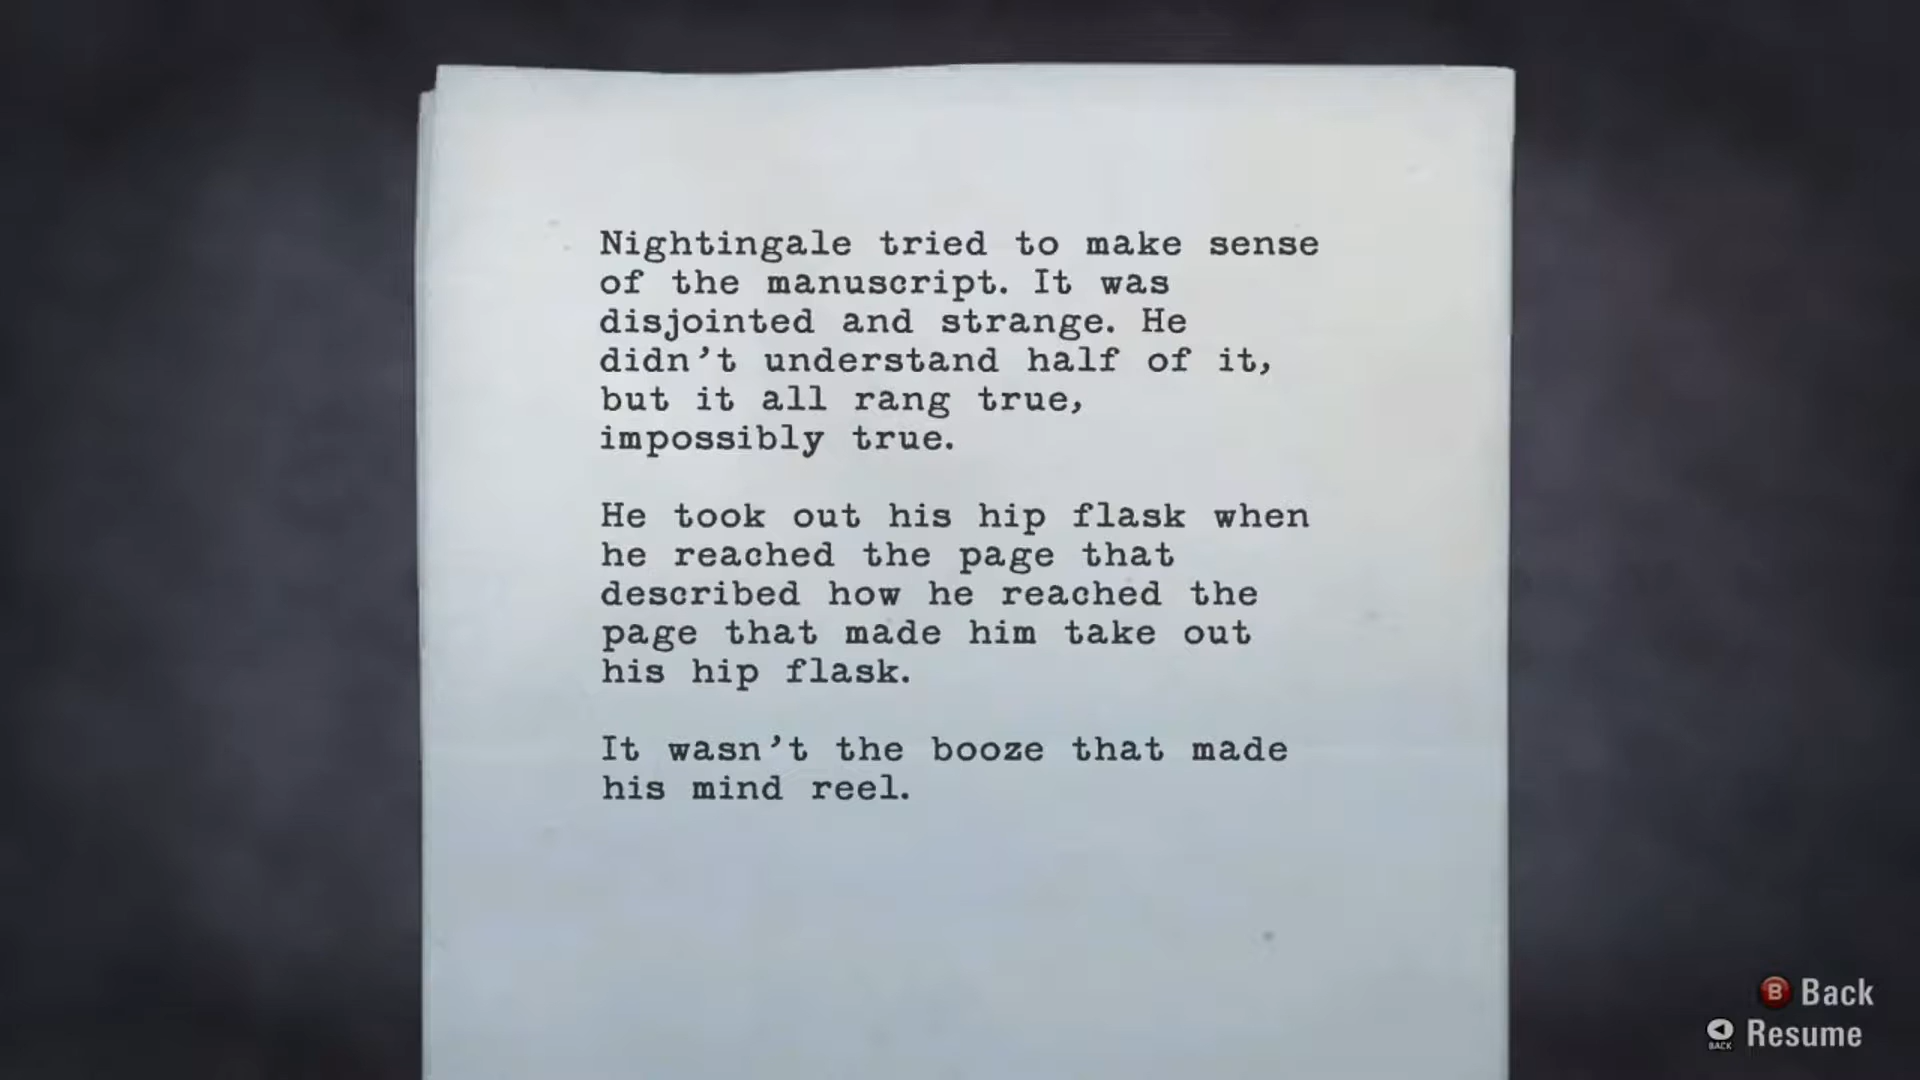 Nightingale tried to make sense
of the manuscript. It was
disjointed and strange. He
didn't understand half of it,
but it all rang true,
impossibly true.
He took out his hip flask when
he reached the page that
described how he reached the
page that made him take out
his hip flask.
It wasn't the booze that made
his mind reel.
B Back
BACK Resume